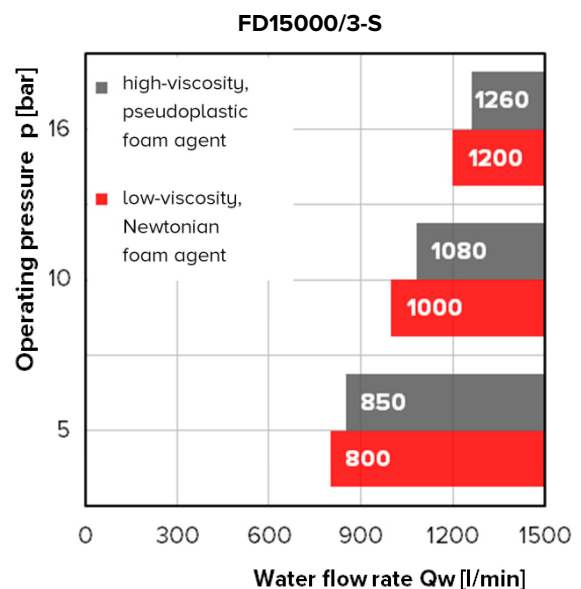 FD15000/3-S
Operating pressure p [bar]
high-viscosity,
pseudoplastic
foam agent
low-viscosity,
Newtonian
foam agent
16
1260
1200
10
1080
1000
5
850
800
0 300 600 900 1200 1500
Water flow rate Qw [l/min]